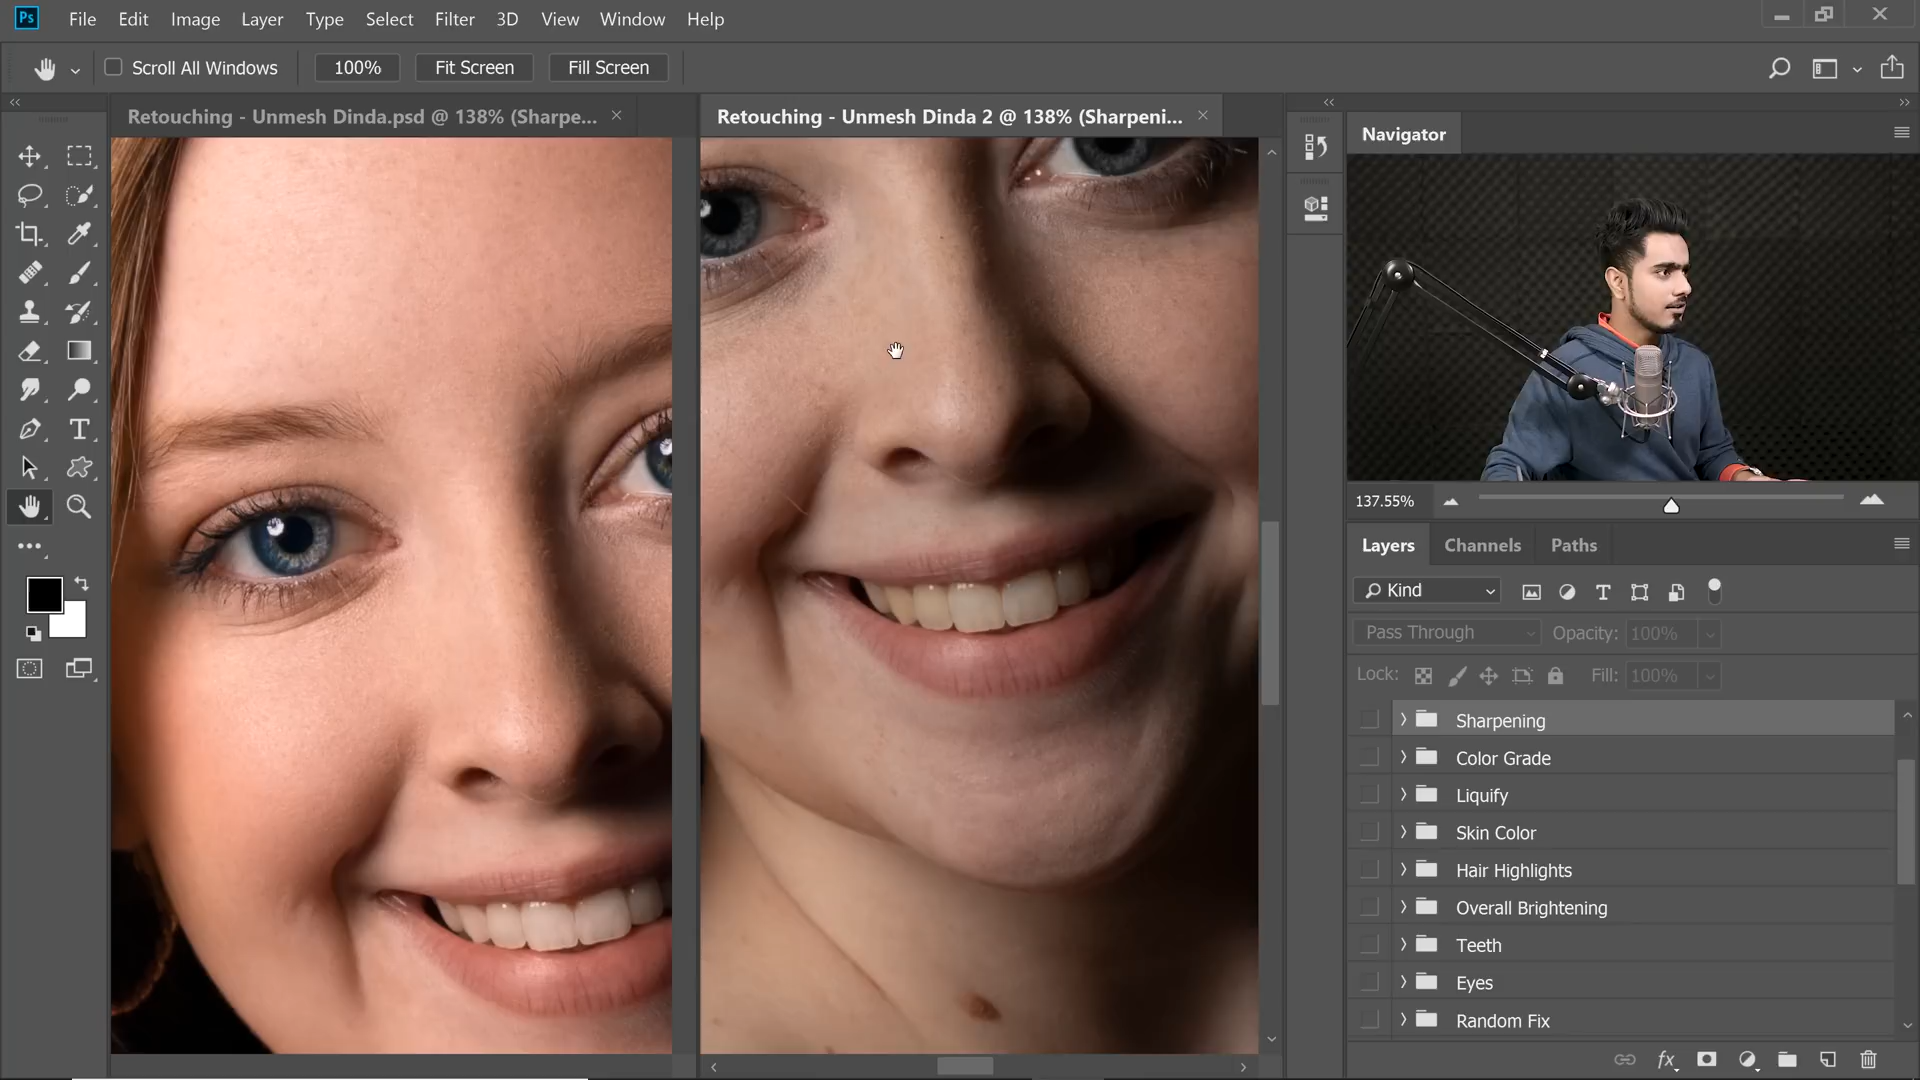 Ps File Edit Image Layer Type Select Filter 3D View Window Help
Scroll All Windows 100% Fit Screen Fill Screen
Retouching - Unmesh Dinda.psd @ 138% (Sharpe... × Retouching - Unmesh Dinda 2 @ 138% (Sharpeni... ×
Navigator
137.55%
Layers Channels Paths
Kind
Pass Through Opacity: 100%
Lock: Fill: 100%
Sharpening
Color Grade
Liquify
Skin Color
Hair Highlights
Overall Brightening
Teeth
Eyes
Random Fix
fx